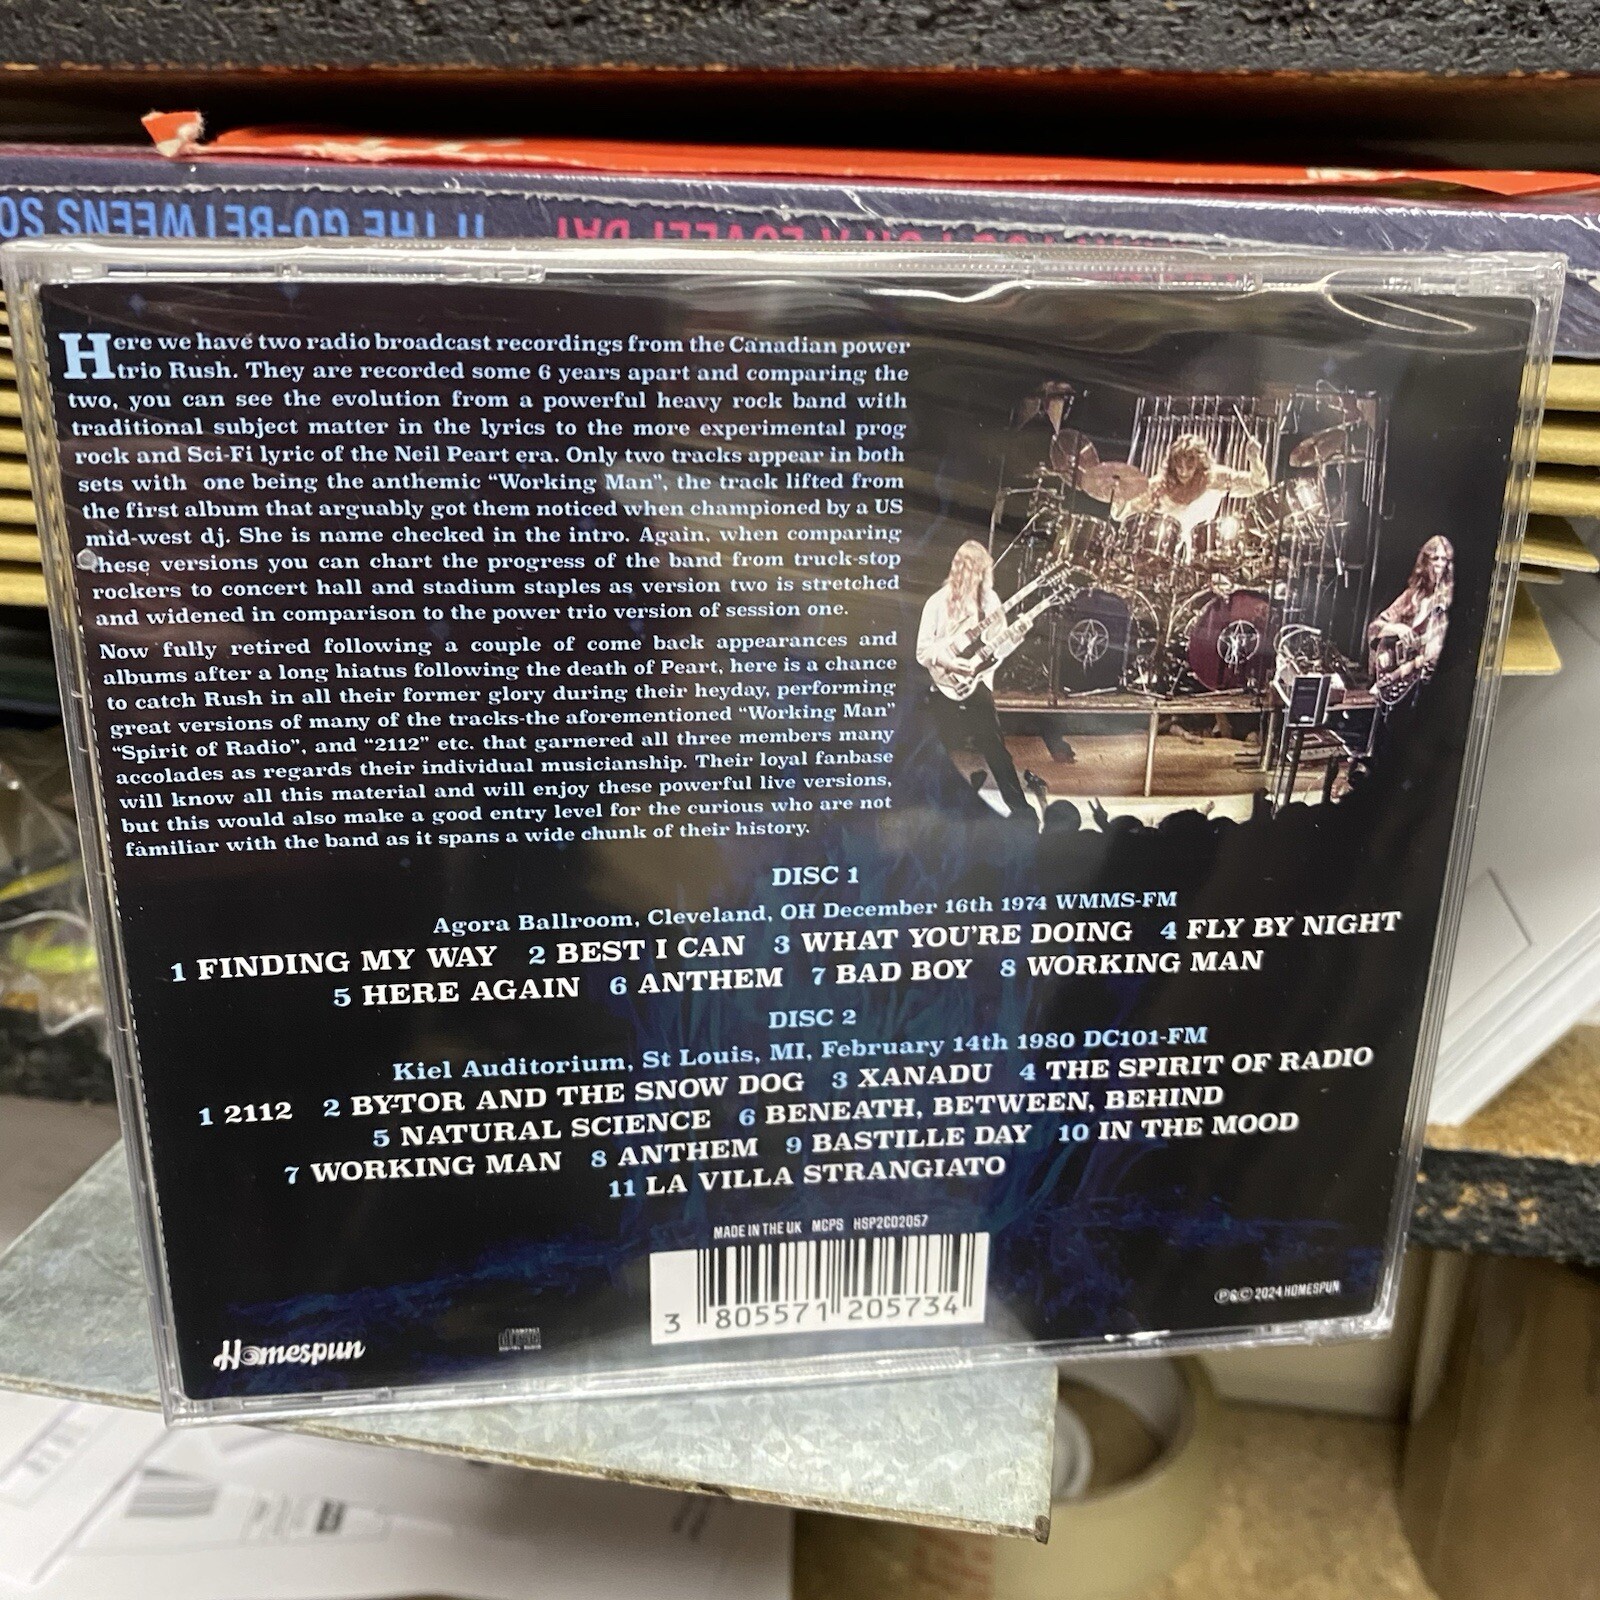 THE GO-BETWEENS
Here we have two radio broadcast recordings from the Canadian power
trio Rush. They are recorded some 6 years apart and comparing the
two, you can see the evolution from a powerful heavy rock band with
traditional subject matter in the lyrics to the more experimental prog
rock and Sci-Fi lyric of the Neil Peart era. Only two tracks appear in both
sets with one being the anthemic “Working Man”, the track lifted from
the first album that arguably got them noticed when championed by a US
mid-west dj. She is name checked in the intro. Again, when comparing
these versions you can chart the progress of the band from truck-stop
rockers to concert hall and stadium staples as version two is stretched
and widened in comparison to the power trio version of session one.
Now fully retired following a couple of come back appearances and
albums after a long hiatus following the death of Peart, here is a chance
to catch Rush in all their former glory during their heyday, performing
great versions of many of the tracks-the aforementioned “Working Man”
“Spirit of Radio”, and “2112” etc. that garnered all three members many
accolades as regards their individual musicianship. Their loyal fanbase
will know all this material and will enjoy these powerful live versions,
but this would also make a good entry level for the curious who are not
familiar with the band as it spans a wide chunk of their history.
DISC 1
Agora Ballroom, Cleveland, OH December 16th 1974 WMMS-FM
1 FINDING MY WAY 2 BEST I CAN 3 WHAT YOU'RE DOING 4 FLY BY NIGHT
5 HERE AGAIN 6 ANTHEM 7 BAD BOY 8 WORKING MAN
DISC 2
Kiel Auditorium, St Louis, MI, February 14th 1980 DC101-FM
1 2112 2 BY-TOR AND THE SNOW DOG 3 XANADU 4 THE SPIRIT OF RADIO
5 NATURAL SCIENCE 6 BENEATH, BETWEEN, BEHIND
7 WORKING MAN 8 ANTHEM 9 BASTILLE DAY 10 IN THE MOOD
11 LA VILLA STRANGIATO
MADE IN THE UK MCPS HSP2CD2057
3 805571 205734
℗&© 2024 HOMESPUN
Homespun
COMPACT disc DIGITAL AUDIO